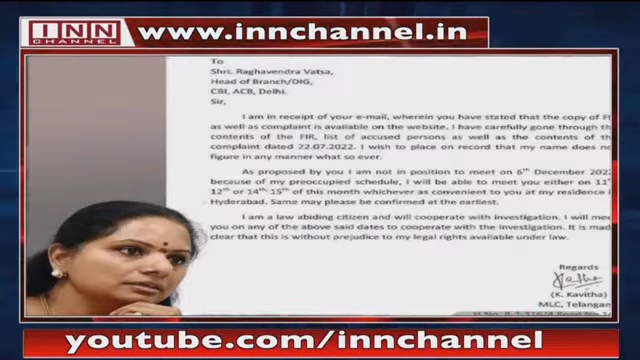 INN
CHANNEL
www.innchannel.in
To
Shri. Raghavendra Vatsa,
Head of Branch/DIG,
CBI, ACB, Delhi.
Sir,
I am in receipt of your e-mail, wherein you have stated that the copy of FI
as well as complaint is available on the website. I have carefully gone through th
contents of the FIR, list of accused persons as well as the contents of th
complaint dated 22.07.2022. I wish to place on record that my name does no
figure in any manner what so ever.
As proposed by you I am not in position to meet on 6th December 2022
because of my preoccupied schedule, I will be able to meet you either on 11th
12th or 14th-15th of this month whichever as convenient to you at my residence i
Hyderabad. Same may be confirmed at the earliest.
I am a law abiding citizen and will cooperate with investigation. I will mee
you on any of the above said dates to cooperate with the investigation. It is mad
clear that this is without prejudice to my legal rights available under law.
Regards
(K. Kavitha)
MLC, Telangan
youtube.com/innchannel